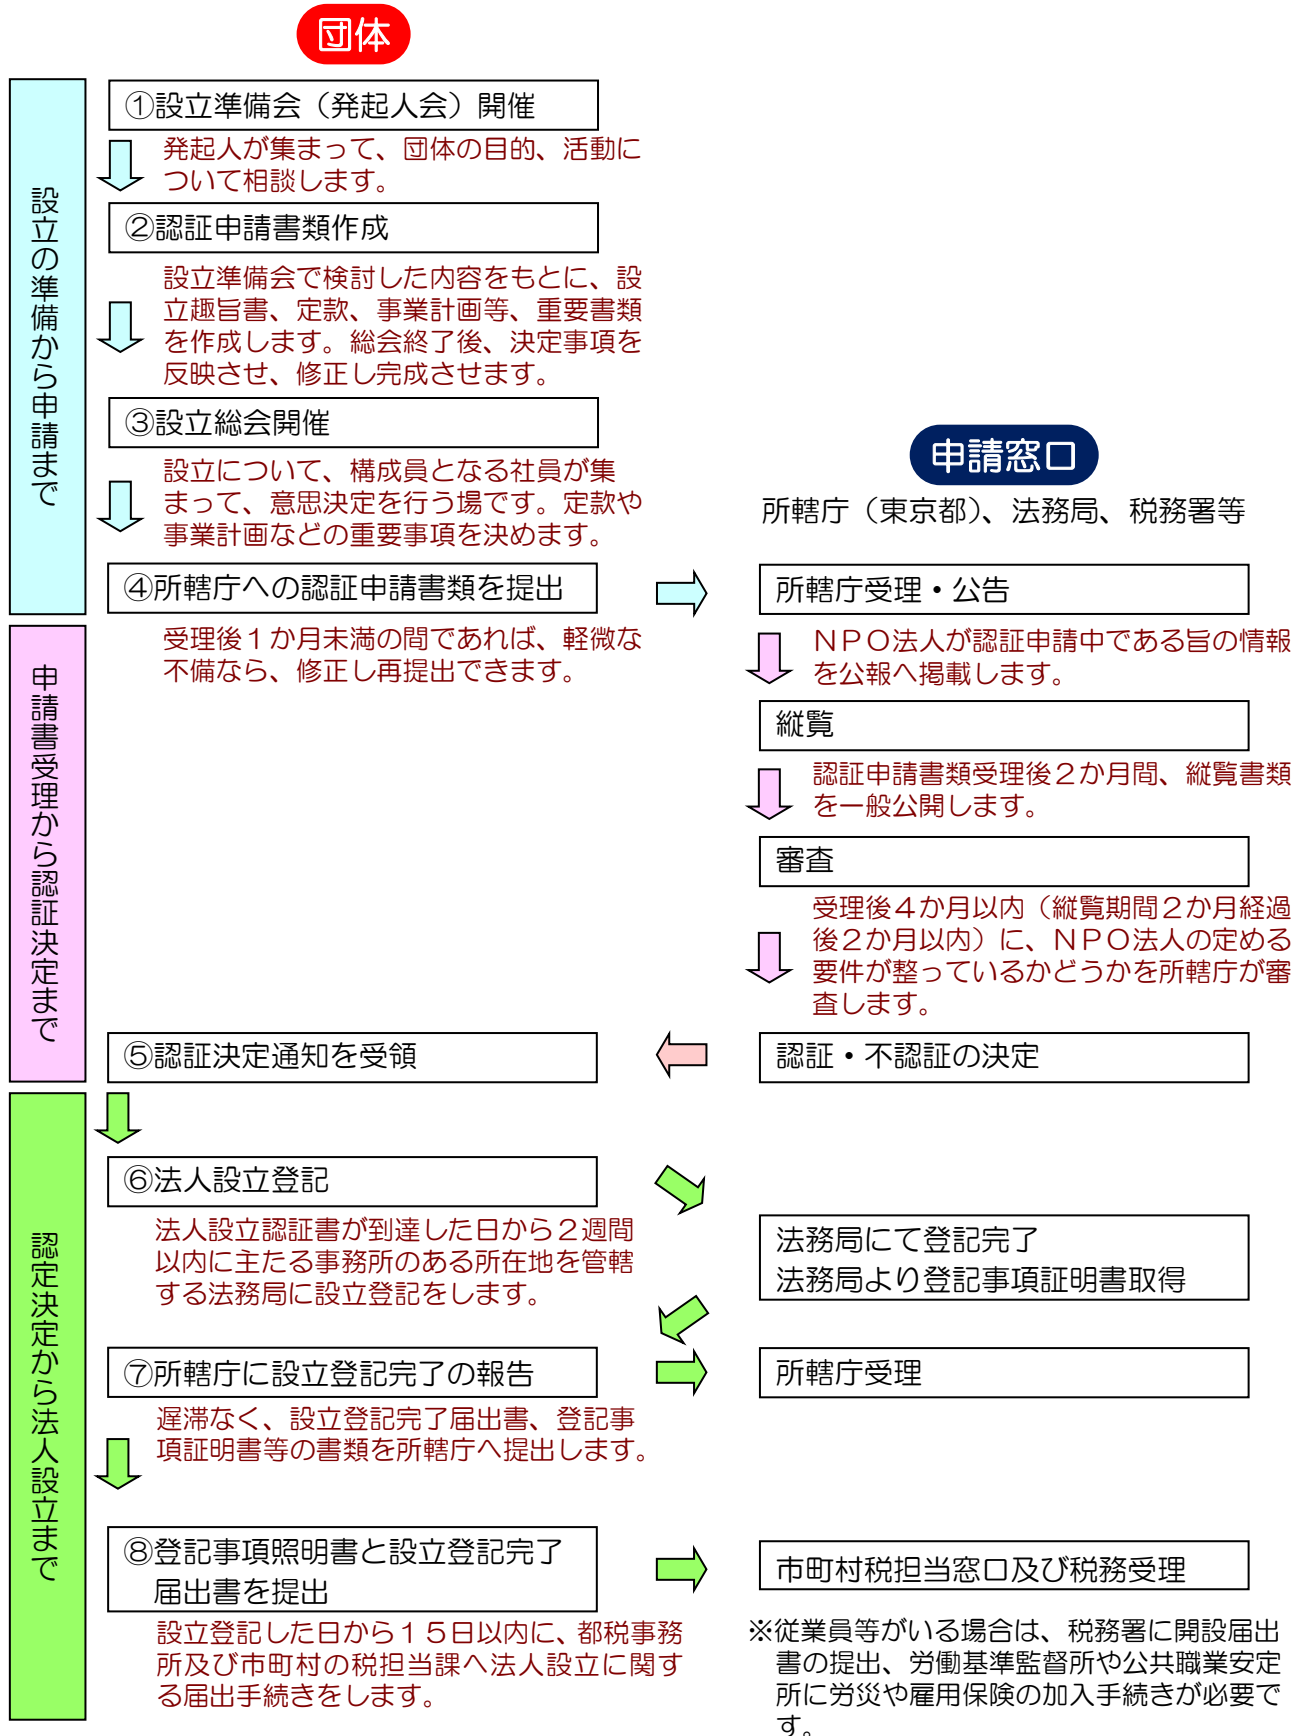 団体
設立の準備から申請まで
①設立準備会（発起人会）開催
発起人が集まって、団体の目的、活動に
ついて相談します。
②認証申請書類作成
設立準備会で検討した内容をもとに、設
立趣旨書、定款、事業計画等、重要書類
を作成します。総会終了後、決定事項を
反映させ、修正し完成させます。
③設立総会開催
設立について、構成員となる社員が集
まって、意思決定を行う場です。定款や
事業計画などの重要事項を決めます。
申請窓口
所轄庁（東京都）、法務局、税務署等
④所轄庁への認証申請書類を提出
所轄庁受理・公告
申請書受理から認証決定まで
受理後１か月未満の間であれば、軽微な
不備なら、修正し再提出できます。
ＮＰＯ法人が認証申請中である旨の情報
を公報へ掲載します。
縦覧
認証申請書類受理後２か月間、縦覧書類
を一般公開します。
審査
受理後４か月以内（縦覧期間２か月経過
後２か月以内）に、ＮＰＯ法人の定める
要件が整っているかどうかを所轄庁が審
査します。
⑤認証決定通知を受領
認証・不認証の決定
認定決定から法人設立まで
⑥法人設立登記
法人設立認証書が到達した日から２週間
以内に主たる事務所のある所在地を管轄
する法務局に設立登記をします。
法務局にて登記完了
法務局より登記事項証明書取得
⑦所轄庁に設立登記完了の報告
所轄庁受理
遅滞なく、設立登記完了届出書、登記事
項証明書等の書類を所轄庁へ提出します。
⑧登記事項照明書と設立登記完了
届出書を提出
市町村税担当窓口及び税務受理
設立登記した日から１５日以内に、都税事務
所及び市町村の税担当課へ法人設立に関す
る届出手続きをします。
※従業員等がいる場合は、税務署に開設届出
書の提出、労働基準監督所や公共職業安定
所に労災や雇用保険の加入手続きが必要で
す。